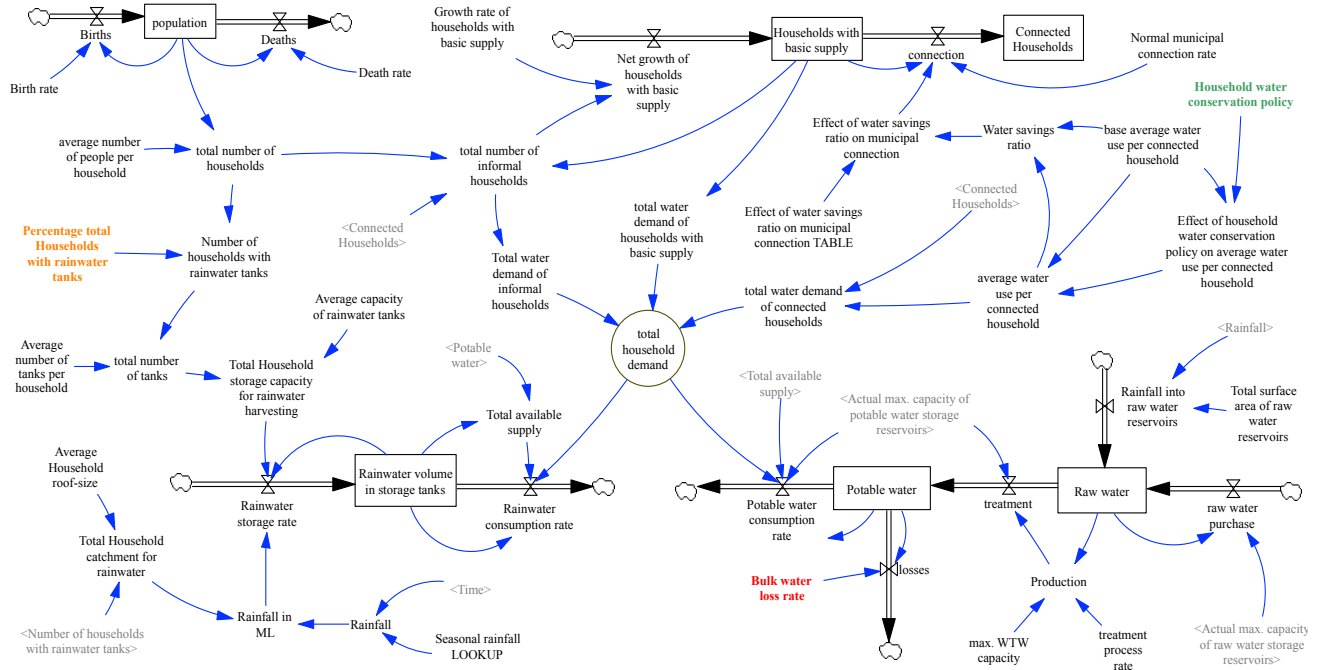 population
Births
Deaths
Birth rate
Death rate
Growth rate of
households with
basic supply
Net growth of
households
with basic
supply
Households with
basic supply
connection
Connected
Households
Normal municipal
connection rate
Household water
conservation policy
average number
of people per
household
total number of
households
total number of
informal
households
<Connected
Households>
Effect of water savings
ratio on municipal
connection
Water savings
ratio
base average water
use per connected
household
<Connected
Households>
Effect of water savings
ratio on municipal
connection TABLE
total water
demand of
households with
basic supply
Effect of household
water conservation
policy on average water
use per connected
household
Percentage total
Households
with rainwater
tanks
Number of
households with
rainwater tanks
Total water
demand of
informal
households
total water demand
of connected
households
average water
use per
connected
household
Average capacity
of rainwater tanks
Average
number of
tanks per
household
total number
of tanks
Total Household
storage capacity
for rainwater
harvesting
<Potable
water>
total
household
demand
<Total available
supply>
<Actual max. capacity of
potable water storage
reservoirs>
<Rainfall>
Rainfall into
raw water
reservoirs
Total surface
area of raw
water
reservoirs
Total available
supply
Average
Household
roof-size
Rainwater
storage rate
Rainwater volume
in storage tanks
Rainwater
consumption rate
Potable water
consumption
rate
Potable water
treatment
Raw water
raw water
purchase
Total Household
catchment for
rainwater
losses
Bulk water
loss rate
Production
<Time>
Rainfall in
ML
Rainfall
Seasonal rainfall
LOOKUP
<Number of households
with rainwater tanks>
max. WTW
capacity
treatment
process rate
<Actual max. capacity
of raw water storage
reservoirs>